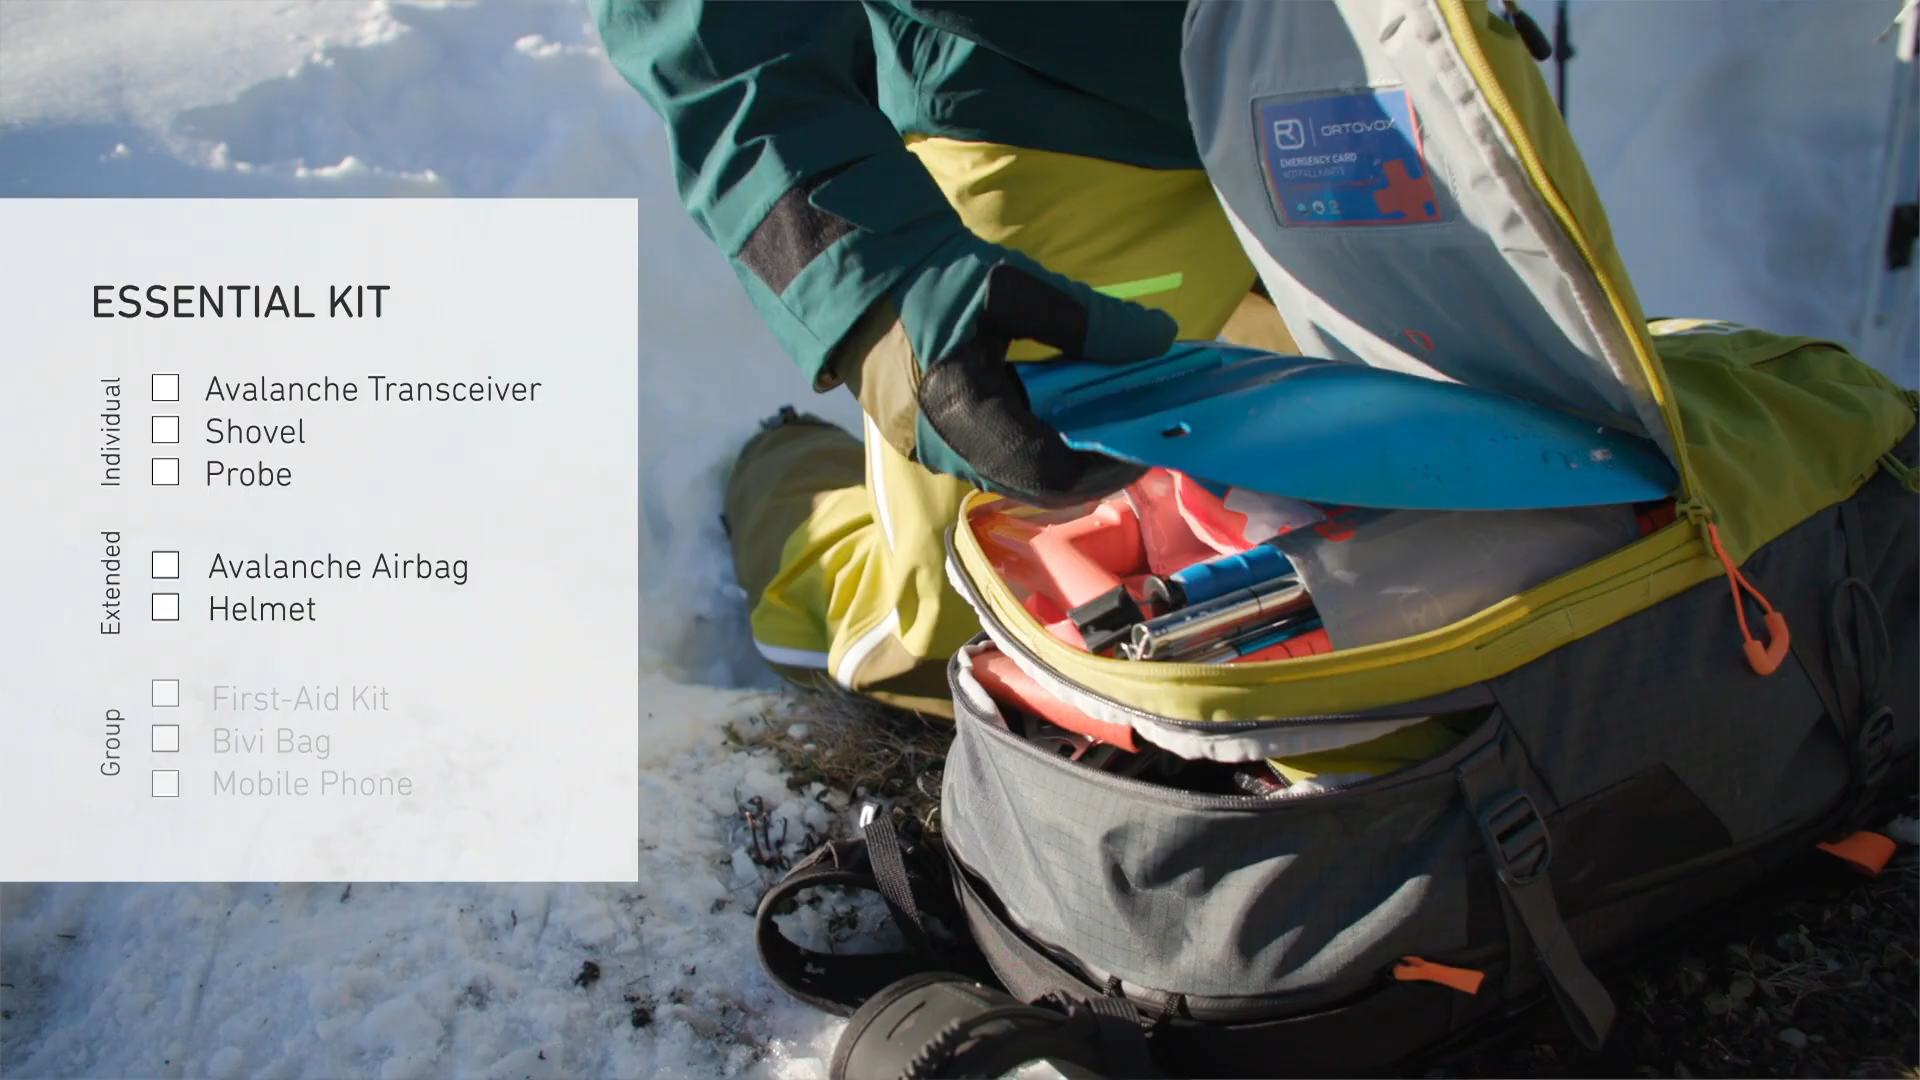 ESSENTIAL KIT
Individual
Avalanche Transceiver
Shovel
Probe
Extended
Avalanche Airbag
Helmet
Group
First-Aid Kit
Bivi Bag
Mobile Phone
ORTOVOX
EMERGENCY CARD